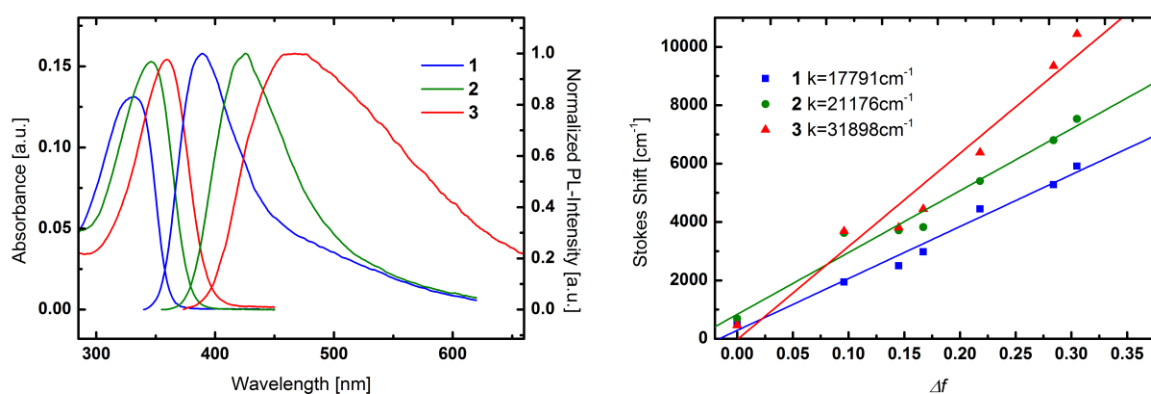 0.15
0.10
0.05
0.00
Absorbance [a.u.]
1.0
0.8
0.6
0.4
0.2
0.0
Normalized PL-Intensity [a.u.]
1
2
3
300 400 500 600
Wavelength [nm]
10000
8000
6000
4000
2000
0
Stokes Shift [cm-1]
1 k=17791cm-1
2 k=21176cm-1
3 k=31898cm-1
0.00 0.05 0.10 0.15 0.20 0.25 0.30 0.35
Δf